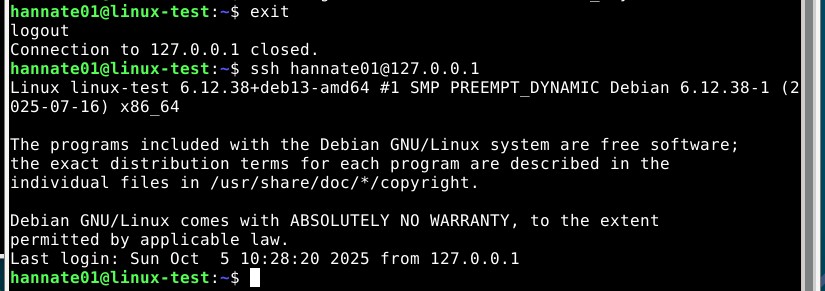 hannate01@linux-test:~$ exit
logout
Connection to 127.0.0.1 closed.
hannate01@linux-test:~$ ssh hannate01@127.0.0.1
Linux linux-test 6.12.38+deb13-amd64 #1 SMP PREEMPT_DYNAMIC Debian 6.12.38-1 (2
025-07-16) x86_64

The programs included with the Debian GNU/Linux system are free software;
the exact distribution terms for each program are described in the
individual files in /usr/share/doc/*/copyright.

Debian GNU/Linux comes with ABSOLUTELY NO WARRANTY, to the extent
permitted by applicable law.
Last login: Sun Oct  5 10:28:20 2025 from 127.0.0.1
hannate01@linux-test:~$